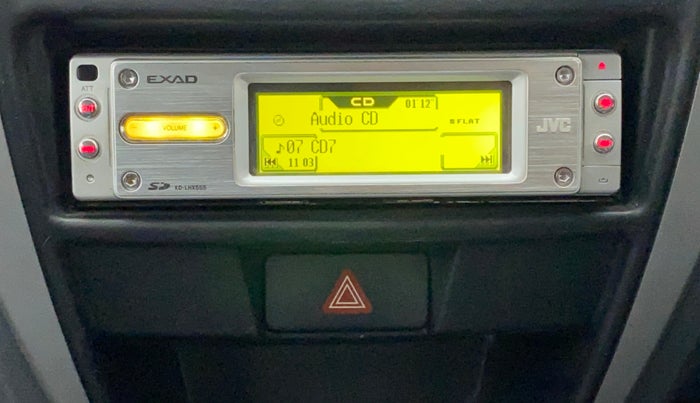 ATT
EXAD
CD 01'12"
Audio CD
FLAT
VOLUME
JVC
07 CD7
11 03
SD KD-LHX555